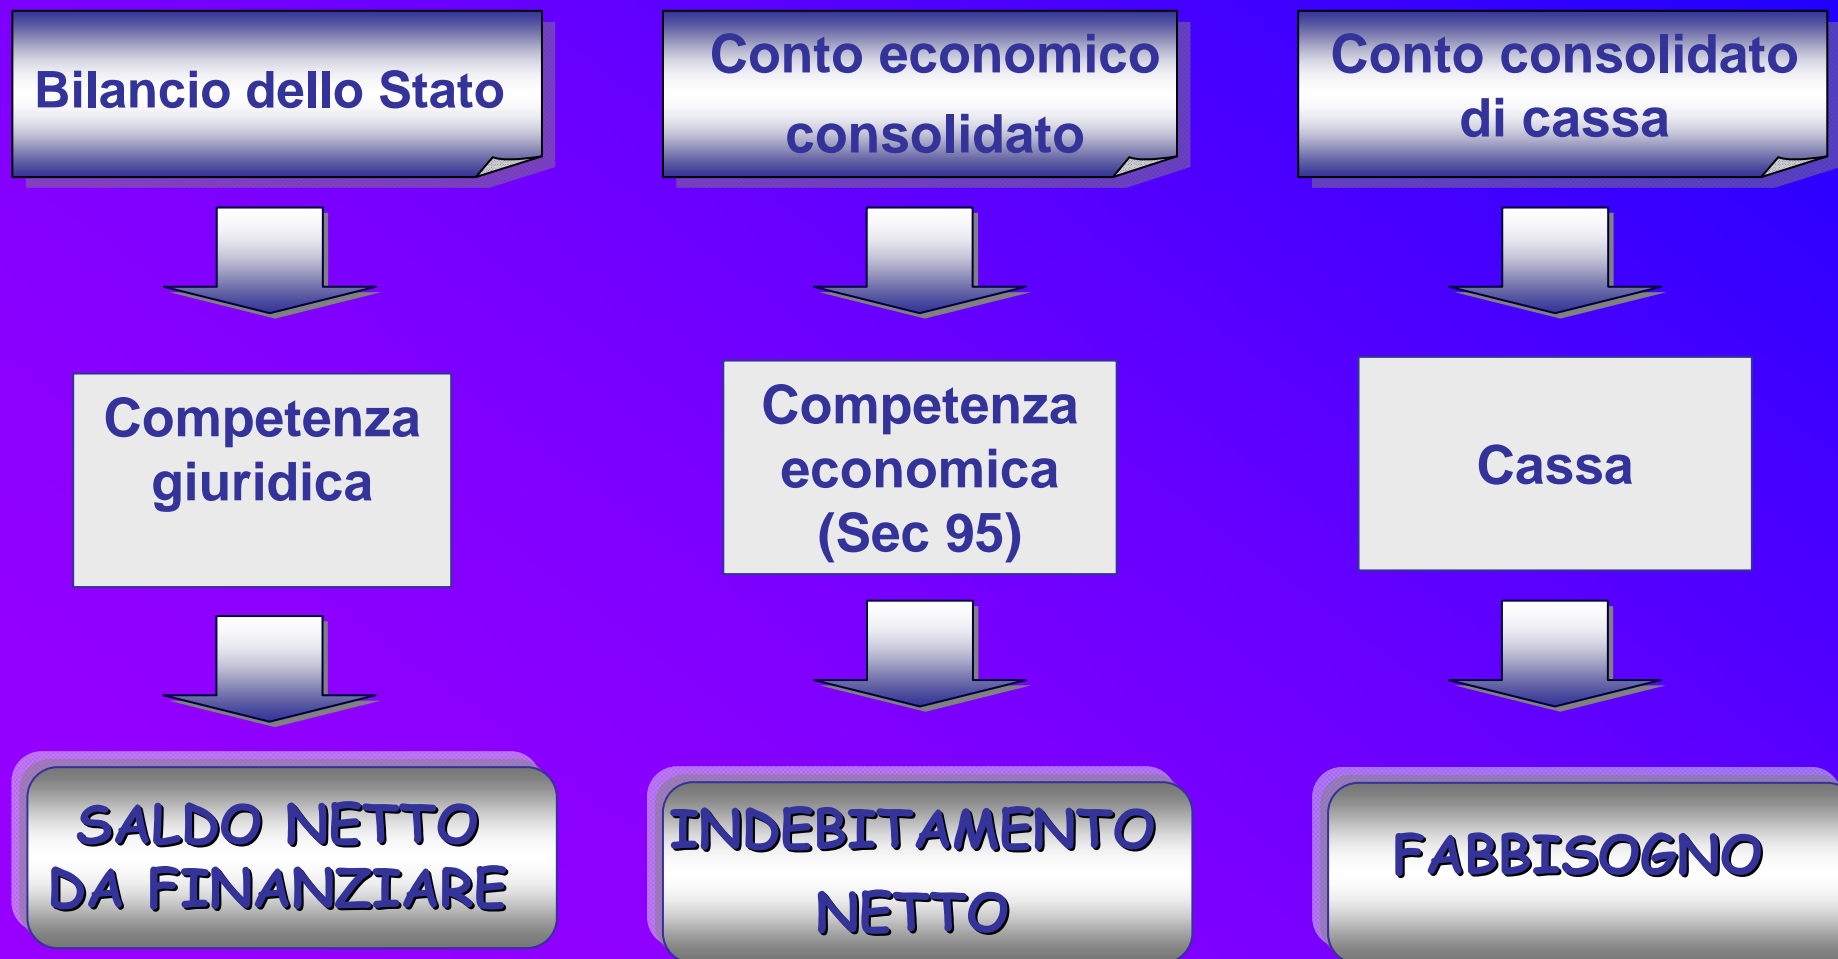 Bilancio dello Stato
Conto economico
consolidato
Conto consolidato
di cassa
Competenza
giuridica
Competenza
economica
(Sec 95)
Cassa
SALDO NETTO
DA FINANZIARE
INDEBITAMENTO
NETTO
FABBISOGNO